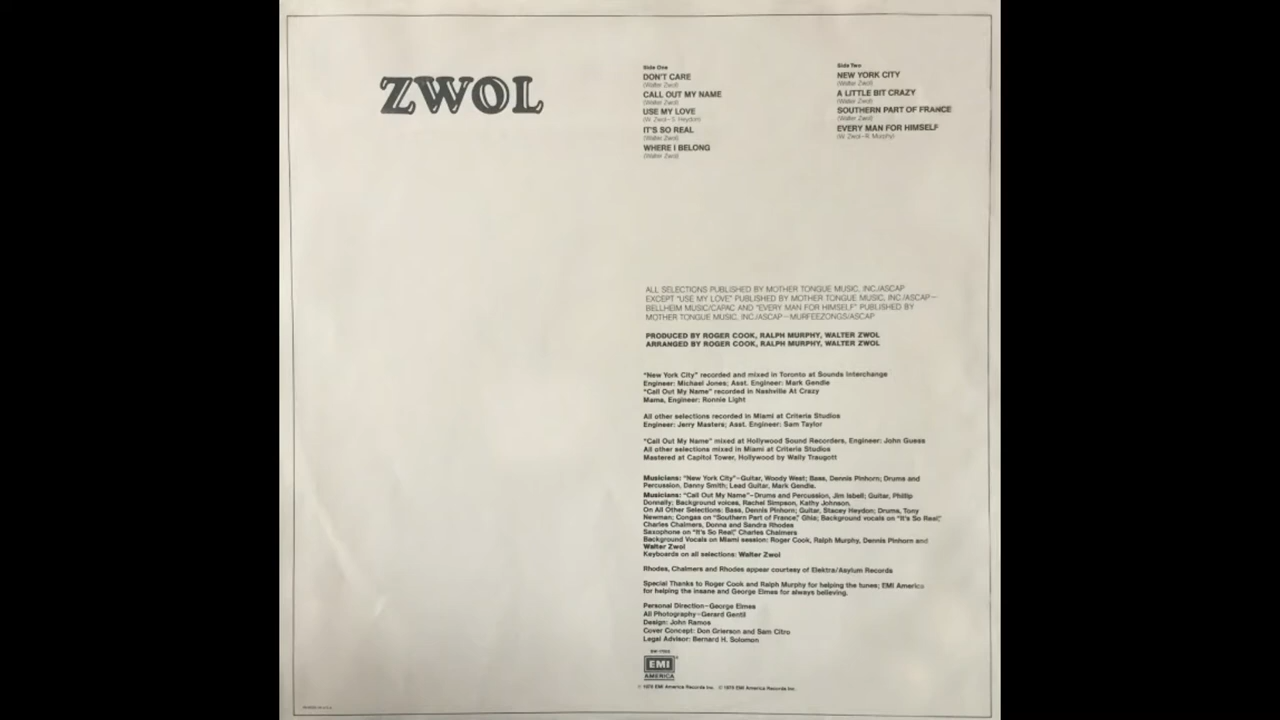 ZWOL
Side One
DON'T CARE
(Walter Zwol)
CALL OUT MY NAME
(Walter Zwol)
USE MY LOVE
(W. Zwol—S. Heydon)
IT'S SO REAL
(Walter Zwol)
WHERE I BELONG
(Walter Zwol)
Side Two
NEW YORK CITY
(Walter Zwol)
A LITTLE BIT CRAZY
(Walter Zwol)
SOUTHERN PART OF FRANCE
(Walter Zwol)
EVERY MAN FOR HIMSELF
(W. Zwol—R. Murphy)
ALL SELECTIONS PUBLISHED BY MOTHER TONGUE MUSIC, INC./ASCAP
EXCEPT "USE MY LOVE" PUBLISHED BY MOTHER TONGUE MUSIC, INC./ASCAP—
BELLHEIM MUSIC/CAPAC AND "EVERY MAN FOR HIMSELF" PUBLISHED BY
MOTHER TONGUE MUSIC, INC./ASCAP—MURFEEZONGS/ASCAP
PRODUCED BY ROGER COOK, RALPH MURPHY, WALTER ZWOL
ARRANGED BY ROGER COOK, RALPH MURPHY, WALTER ZWOL
"New York City" recorded and mixed in Toronto at Sounds Interchange
Engineer: Michael Jones; Asst. Engineer: Mark Gendle
"Call Out My Name" recorded in Nashville At Crazy
Mama, Engineer: Ronnie Light
All other selections recorded in Miami at Criteria Studios
Engineer: Jerry Masters; Asst. Engineer: Sam Taylor
"Call Out My Name" mixed at Hollywood Sound Recorders, Engineer: John Guess
All other selections mixed in Miami at Criteria Studios
Mastered at Capitol Tower, Hollywood by Wally Traugott
Musicians: "New York City"—Guitar, Woody West; Bass, Dennis Pinhorn; Drums and
Percussion, Danny Smith; Lead Guitar, Mark Gendle.
Musicians: "Call Out My Name"—Drums and Percussion, Jim Isbell; Guitar, Phillip
Donnally; Background voices, Rachel Simpson, Kathy Johnson.
On All Other Selections: Bass, Dennis Pinhorn; Guitar, Stacey Heydon; Drums, Tony
Newman; Congas on "Southern Part of France," Ghia; Background vocals on "It's So Real,"
Charles Chalmers, Donna and Sandra Rhodes
Saxophone on "It's So Real," Charles Chalmers
Background Vocals on Miami session: Roger Cook, Ralph Murphy, Dennis Pinhorn and
Walter Zwol
Keyboards on all selections: Walter Zwol
Rhodes, Chalmers and Rhodes appear courtesy of Elektra/Asylum Records
Special Thanks to Roger Cook and Ralph Murphy for helping the tunes; EMI America
for helping the insane and George Elmes for always believing.
Personal Direction—George Elmes
All Photography—Gerard Gentil
Design: John Ramos
Cover Concept: Don Grierson and Sam Citro
Legal Advisor: Bernard H. Solomon
EMI
AMERICA
EMI America Records Inc. EMI America Records Inc.